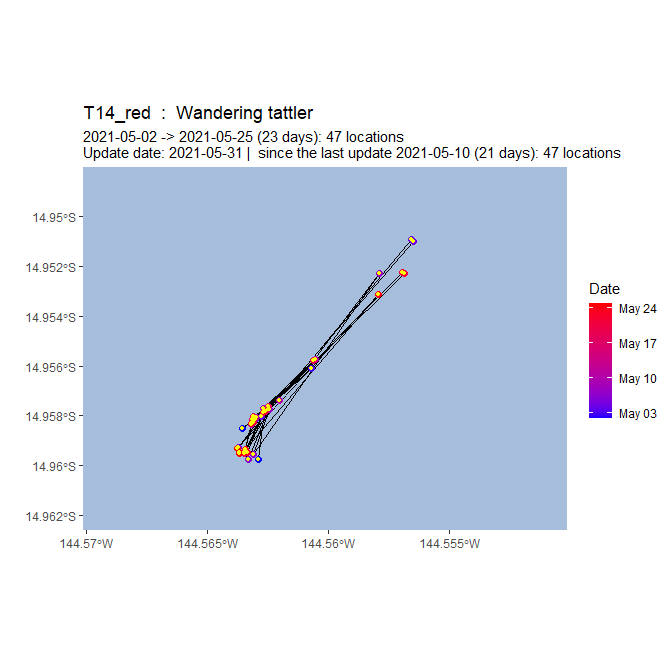 T14_red : Wandering tattler
2021-05-02 -> 2021-05-25 (23 days): 47 locations
Update date: 2021-05-31 | since the last update 2021-05-10 (21 days): 47 locations
14.95°S
14.952°S
14.954°S
14.956°S
14.958°S
14.96°S
14.962°S
144.57°W
144.565°W
144.56°W
144.555°W
Date
May 24
May 17
May 10
May 03